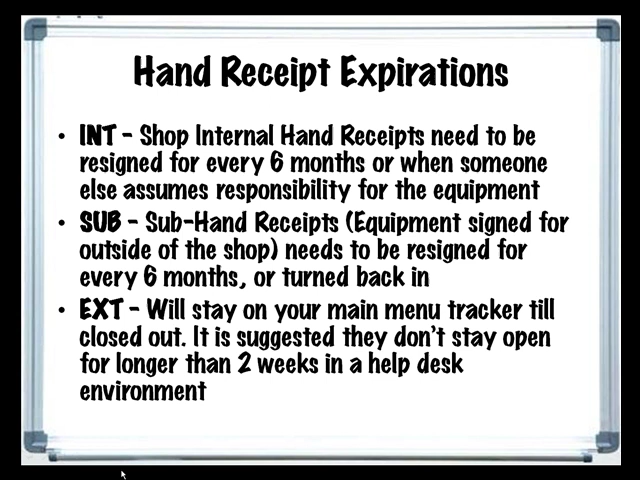 Hand Receipt Expirations
• INT - Shop Internal Hand Receipts need to be
resigned for every 6 months or when someone
else assumes responsibility for the equipment
• SUB - Sub-Hand Receipts (Equipment signed for
outside of the shop) needs to be resigned for
every 6 months, or turned back in
• EXT - Will stay on your main menu tracker till
closed out. It is suggested they don't stay open
for longer than 2 weeks in a help desk
environment